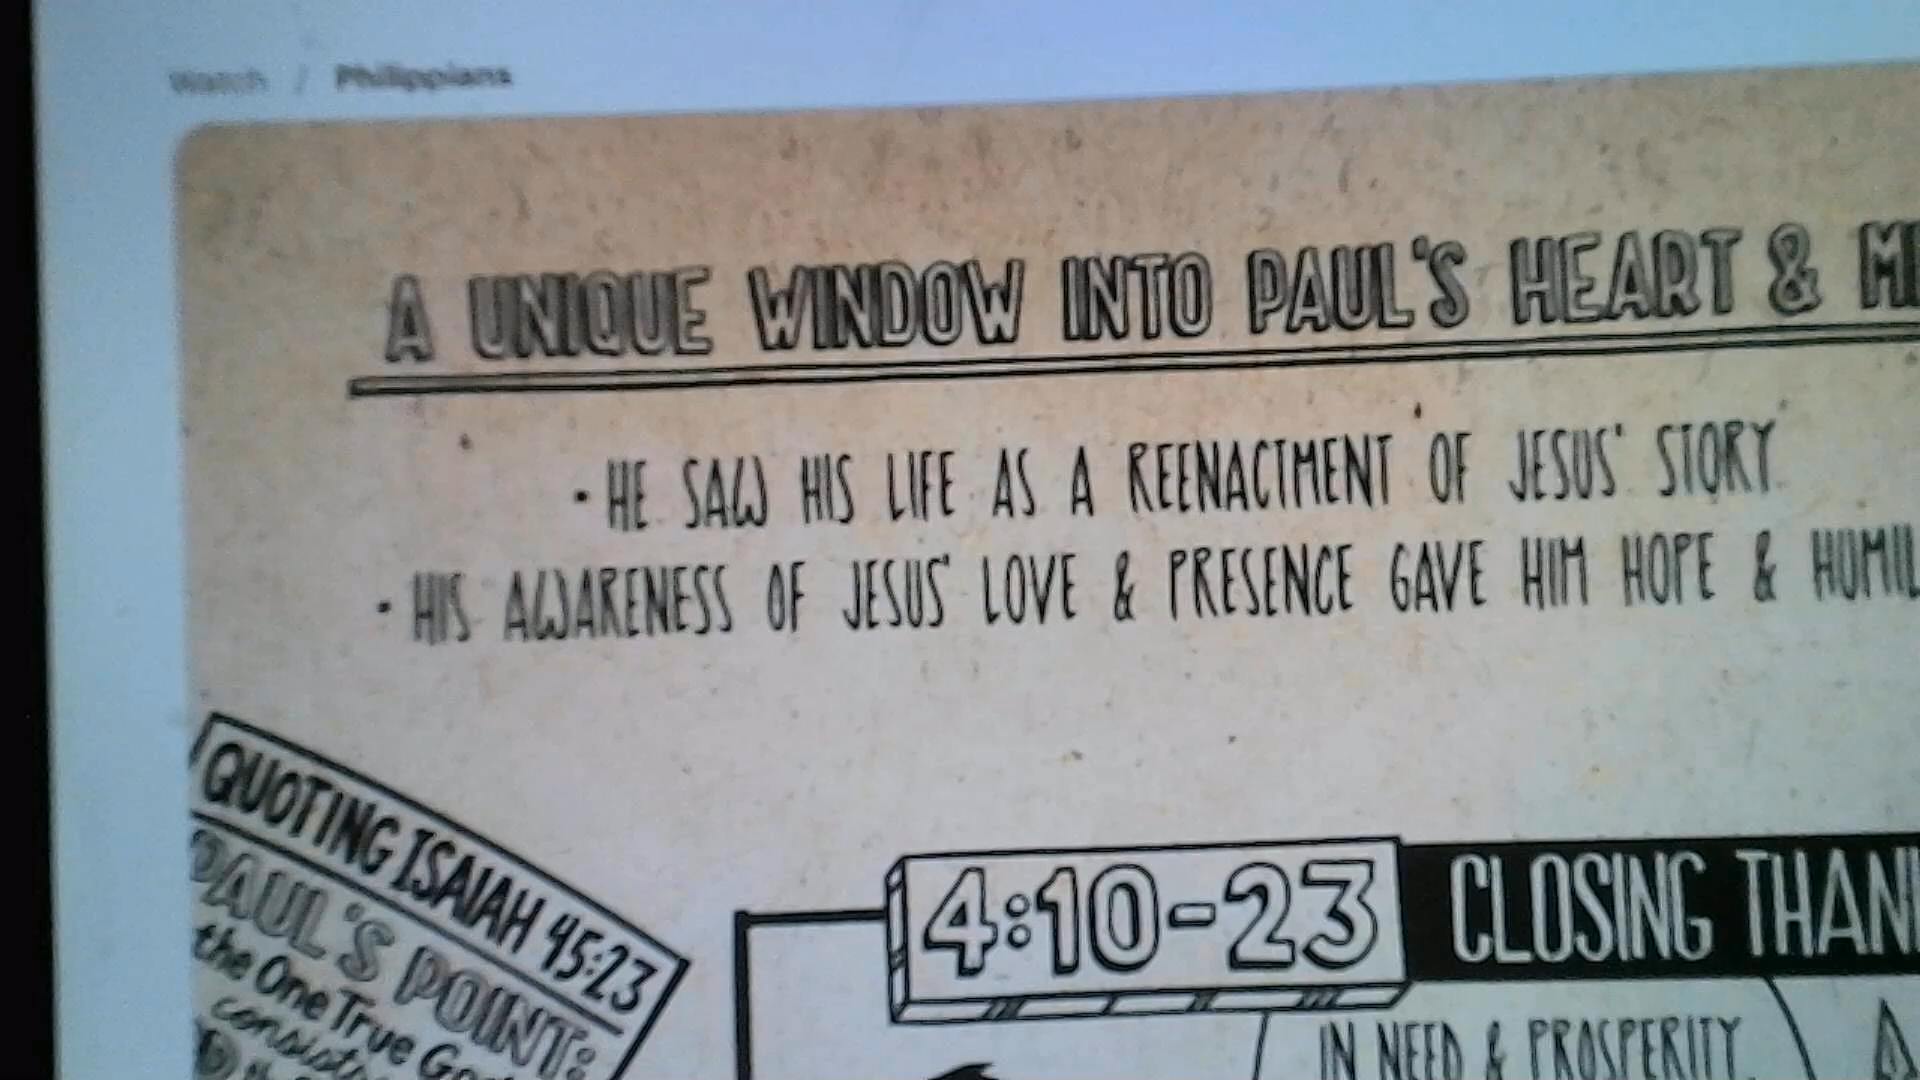 Watch / Philippians
A UNIQUE WINDOW INTO PAUL'S HEART &
• HE SAW HIS LIFE AS A REENACTMENT OF JESUS' STORY
• HIS AWARENESS OF JESUS' LOVE & PRESENCE GAVE HIM HOPE & HUMIL
QUOTING ISAIAH 45:23
PAUL'S POINT:
the One True
4:10-23 CLOSING THAN
IN NEED & PROSPERITY